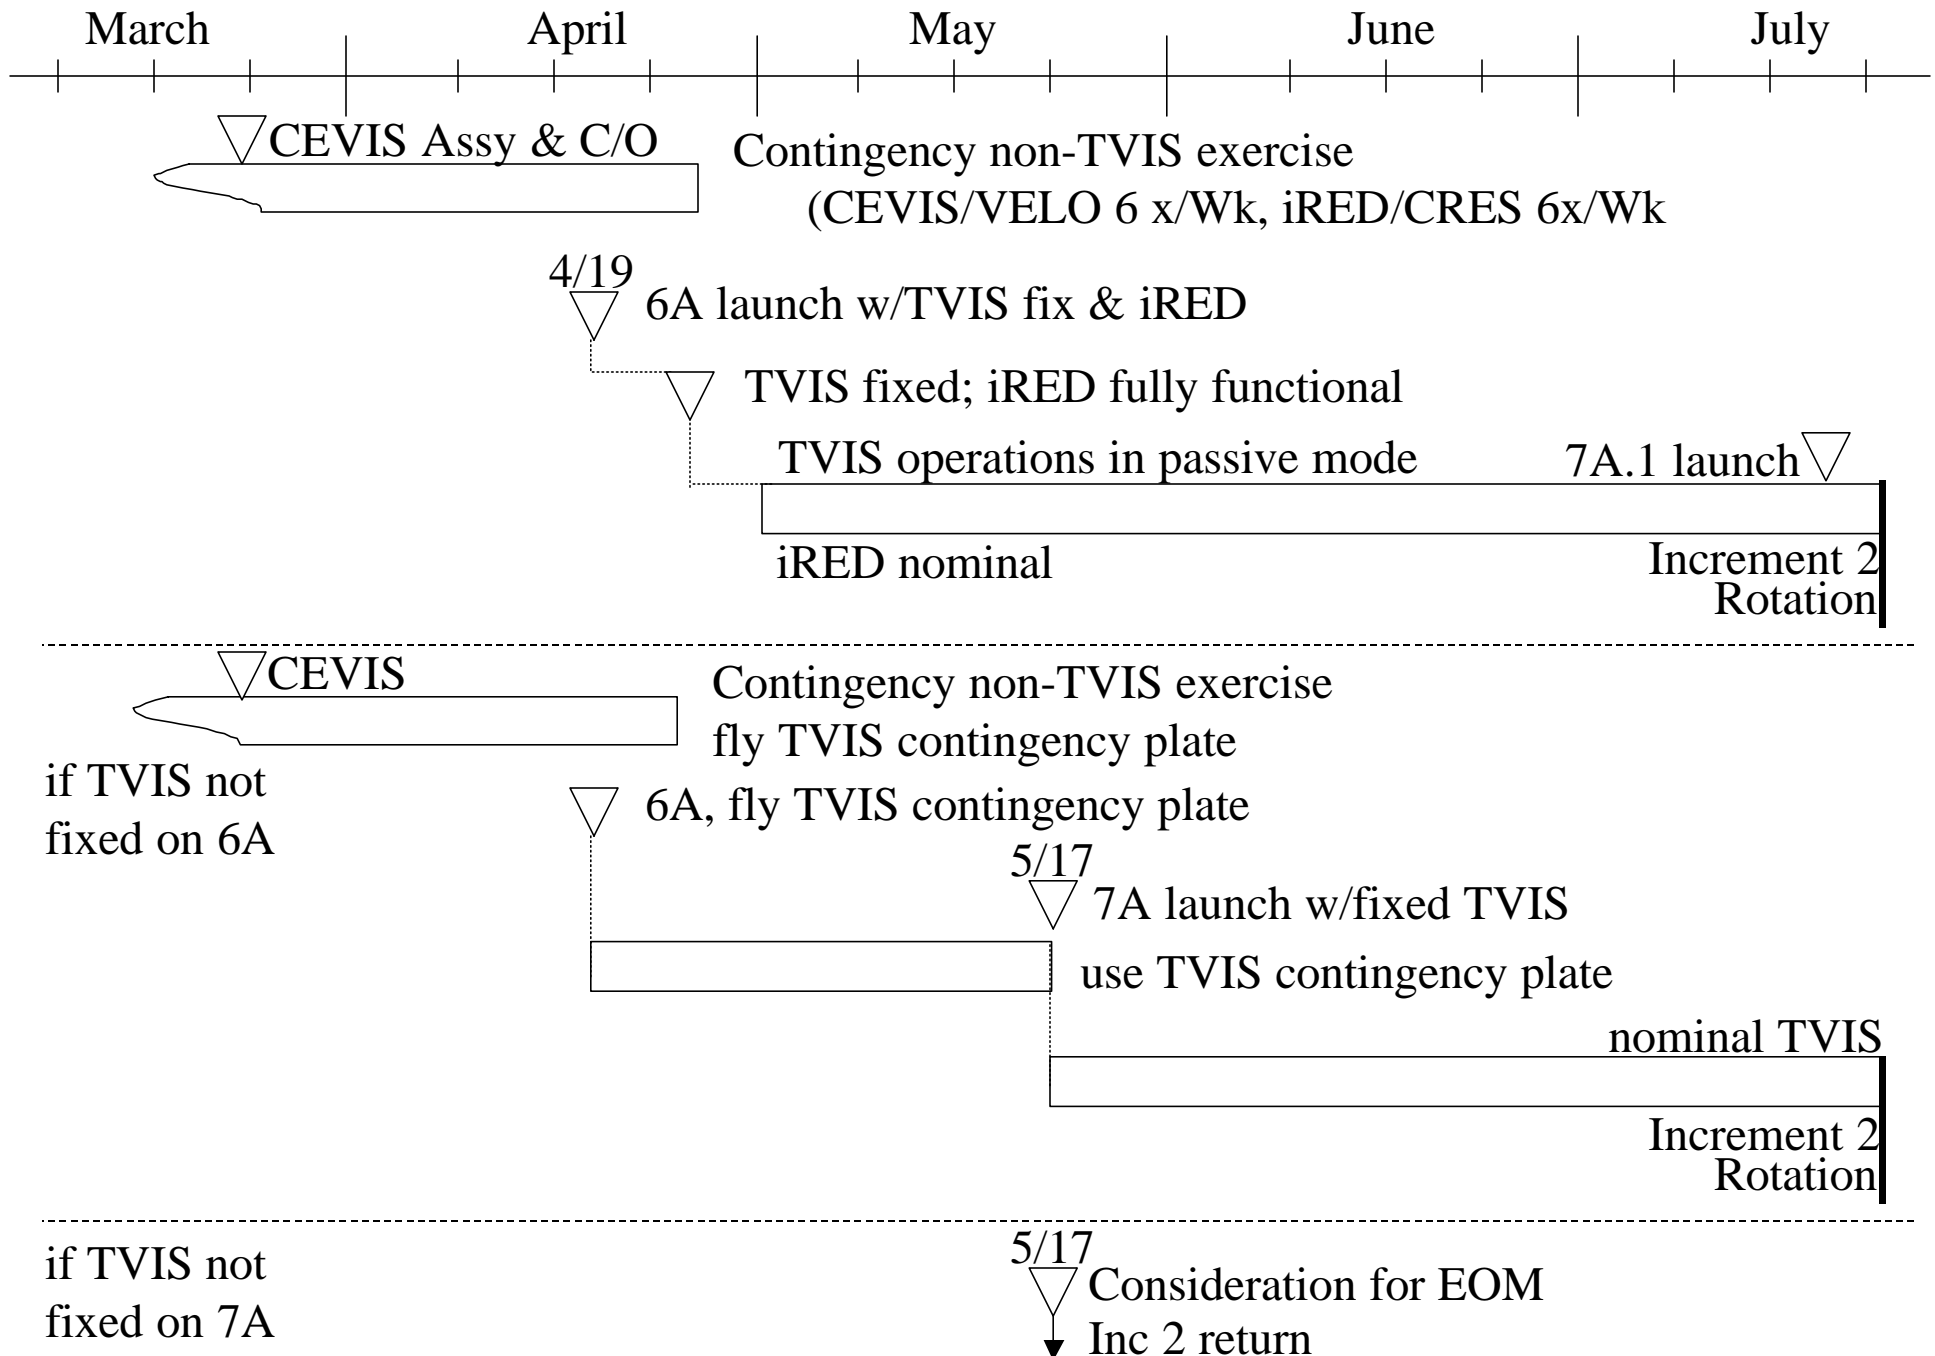 March April May June July
CEVIS Assy & C/O
Contingency non-TVIS exercise
(CEVIS/VELO 6 x/Wk, iRED/CRES 6x/Wk
4/19
6A launch w/TVIS fix & iRED
TVIS fixed; iRED fully functional
TVIS operations in passive mode
7A.1 launch
iRED nominal
Increment 2
Rotation
CEVIS
Contingency non-TVIS exercise
fly TVIS contingency plate
if TVIS not
fixed on 6A
6A, fly TVIS contingency plate
5/17
7A launch w/fixed TVIS
use TVIS contingency plate
nominal TVIS
Increment 2
Rotation
if TVIS not
fixed on 7A
5/17
Consideration for EOM
Inc 2 return